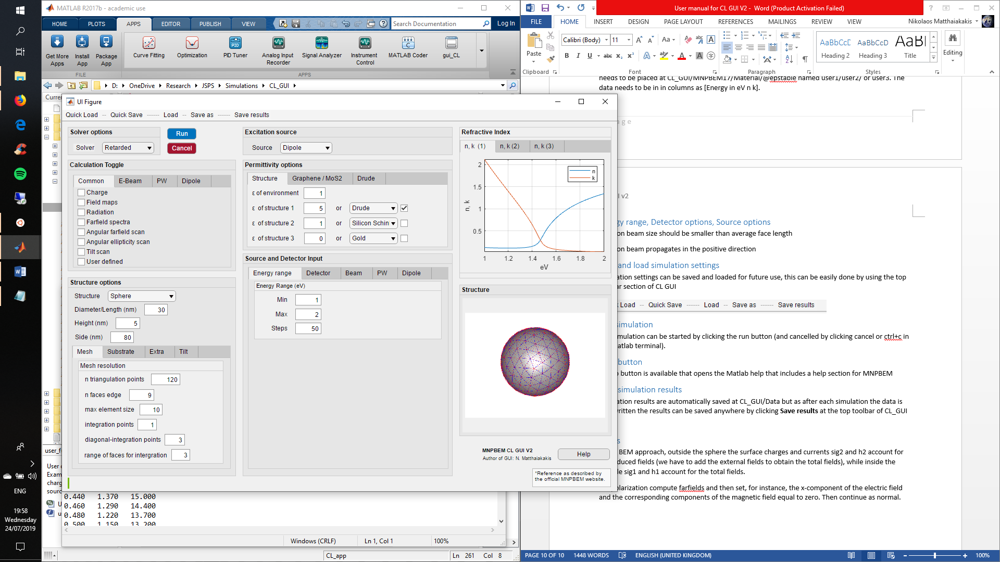 MATLAB R2017b - academic use
HOME PLOTS APPS EDITOR PUBLISH VIEW
Search Documentation
Log In
Get More Apps
Install App
Package App
Curve Fitting
Optimization
PID Tuner
Analog Input Recorder
Signal Analyzer
Instrument Control
MATLAB Coder
gui_CL
FILE
APPS
D: OneDrive Research JSPS Simulations CL_GUI
UI Figure
Quick Load -- Quick Save ------ Load -- Save as ------ Save results
Solver options
Solver Retarded
Run
Cancel
Calculation Toggle
Common E-Beam PW Dipole
Charge
Field maps
Radiation
Farfield spectra
Angular farfield scan
Angular ellipticity scan
Tilt scan
User defined
Structure options
Structure Sphere
Diameter/Length (nm) 30
Height (nm) 5
Side (nm) 80
Mesh Substrate Extra Tilt
Mesh resolution
n triangulation points 120
n faces edge 9
max element size 10
integration points 1
diagonal-integration points 3
range of faces for intergration 3
Excitation source
Source Dipole
Permittivity options
Structure Graphene / MoS2 Drude
ε of environment 1
ε of structure 1 5 or Drude
ε of structure 2 1 or Silicon Schin
ε of structure 3 0 or Gold
Source and Detector Input
Energy range Detector Beam PW Dipole
Energy Range (eV)
Min 1
Max 2
Steps 50
Refractive Index
n, k (1) n, k (2) n, k (3)
n, k
2
1.5
1
0.5
n
k
1 1.2 1.4 1.6 1.8 2
eV
Structure
MNPBEM CL GUI V2
Author of GUI: N. Matthaiakakis
Help
*Reference as described by
the official MNPBEM website.
0.440 1.370 15.000
0.460 1.290 14.400
0.480 1.220 13.700
0.500 1.150 13.200
Windows (CRLF) Ln 1, Col 1 100%
CL_app Ln 261 Col 8
ENG
19:58
Wednesday
24/07/2019
User manual for CL GUI V2 - Word (Product Activation Failed)
FILE HOME INSERT DESIGN PAGE LAYOUT REFERENCES MAILINGS REVIEW VIEW
Nikolaos Matthaiakakis
Paste
Calibri (Body) 11
AaBbCcD Heading 2
AaBbCcD Heading 3
AaBl Title
Editing
Clipboard Font Paragraph Styles
needs to be placed at CL_GUI/MNPBEM17/Material/@epstable named user1/user2/ or user3. The
data needs to be in in columns as [Energy in eV n k].
a g e
v2
gy range, Detector options, Source options
on beam size should be smaller than average face length
on beam propagates in the positive direction
and load simulation settings
ation settings can be saved and loaded for future use, this can be easily done by using the top
ar section of CL GUI
Load -- Quick Save ------ Load -- Save as ------ Save results
simulation
mulation can be started by clicking the run button (and cancelled by clicking cancel or ctrl+c in
atlab terminal).
button
button is available that opens the Matlab help that includes a help section for MNPBEM
simulation results
ation results are automatically saved at CL_GUI/Data but as after each simulation the data is
written the results can be saved anywhere by clicking Save results at the top toolbar of CL_GUI
s
BEM approach, outside the sphere the surface charges and currents sig2 and h2 account for
duced fields (we have to add the external fields to obtain the total fields), while inside the
le sig1 and h1 account for the total fields.
olarization compute farfields and then set, for instance, the x-component of the electric field
and the corresponding components of the magnetic field equal to zero. Then continue as normal.
PAGE 10 OF 10 1448 WORDS ENGLISH (UNITED KINGDOM) 100%